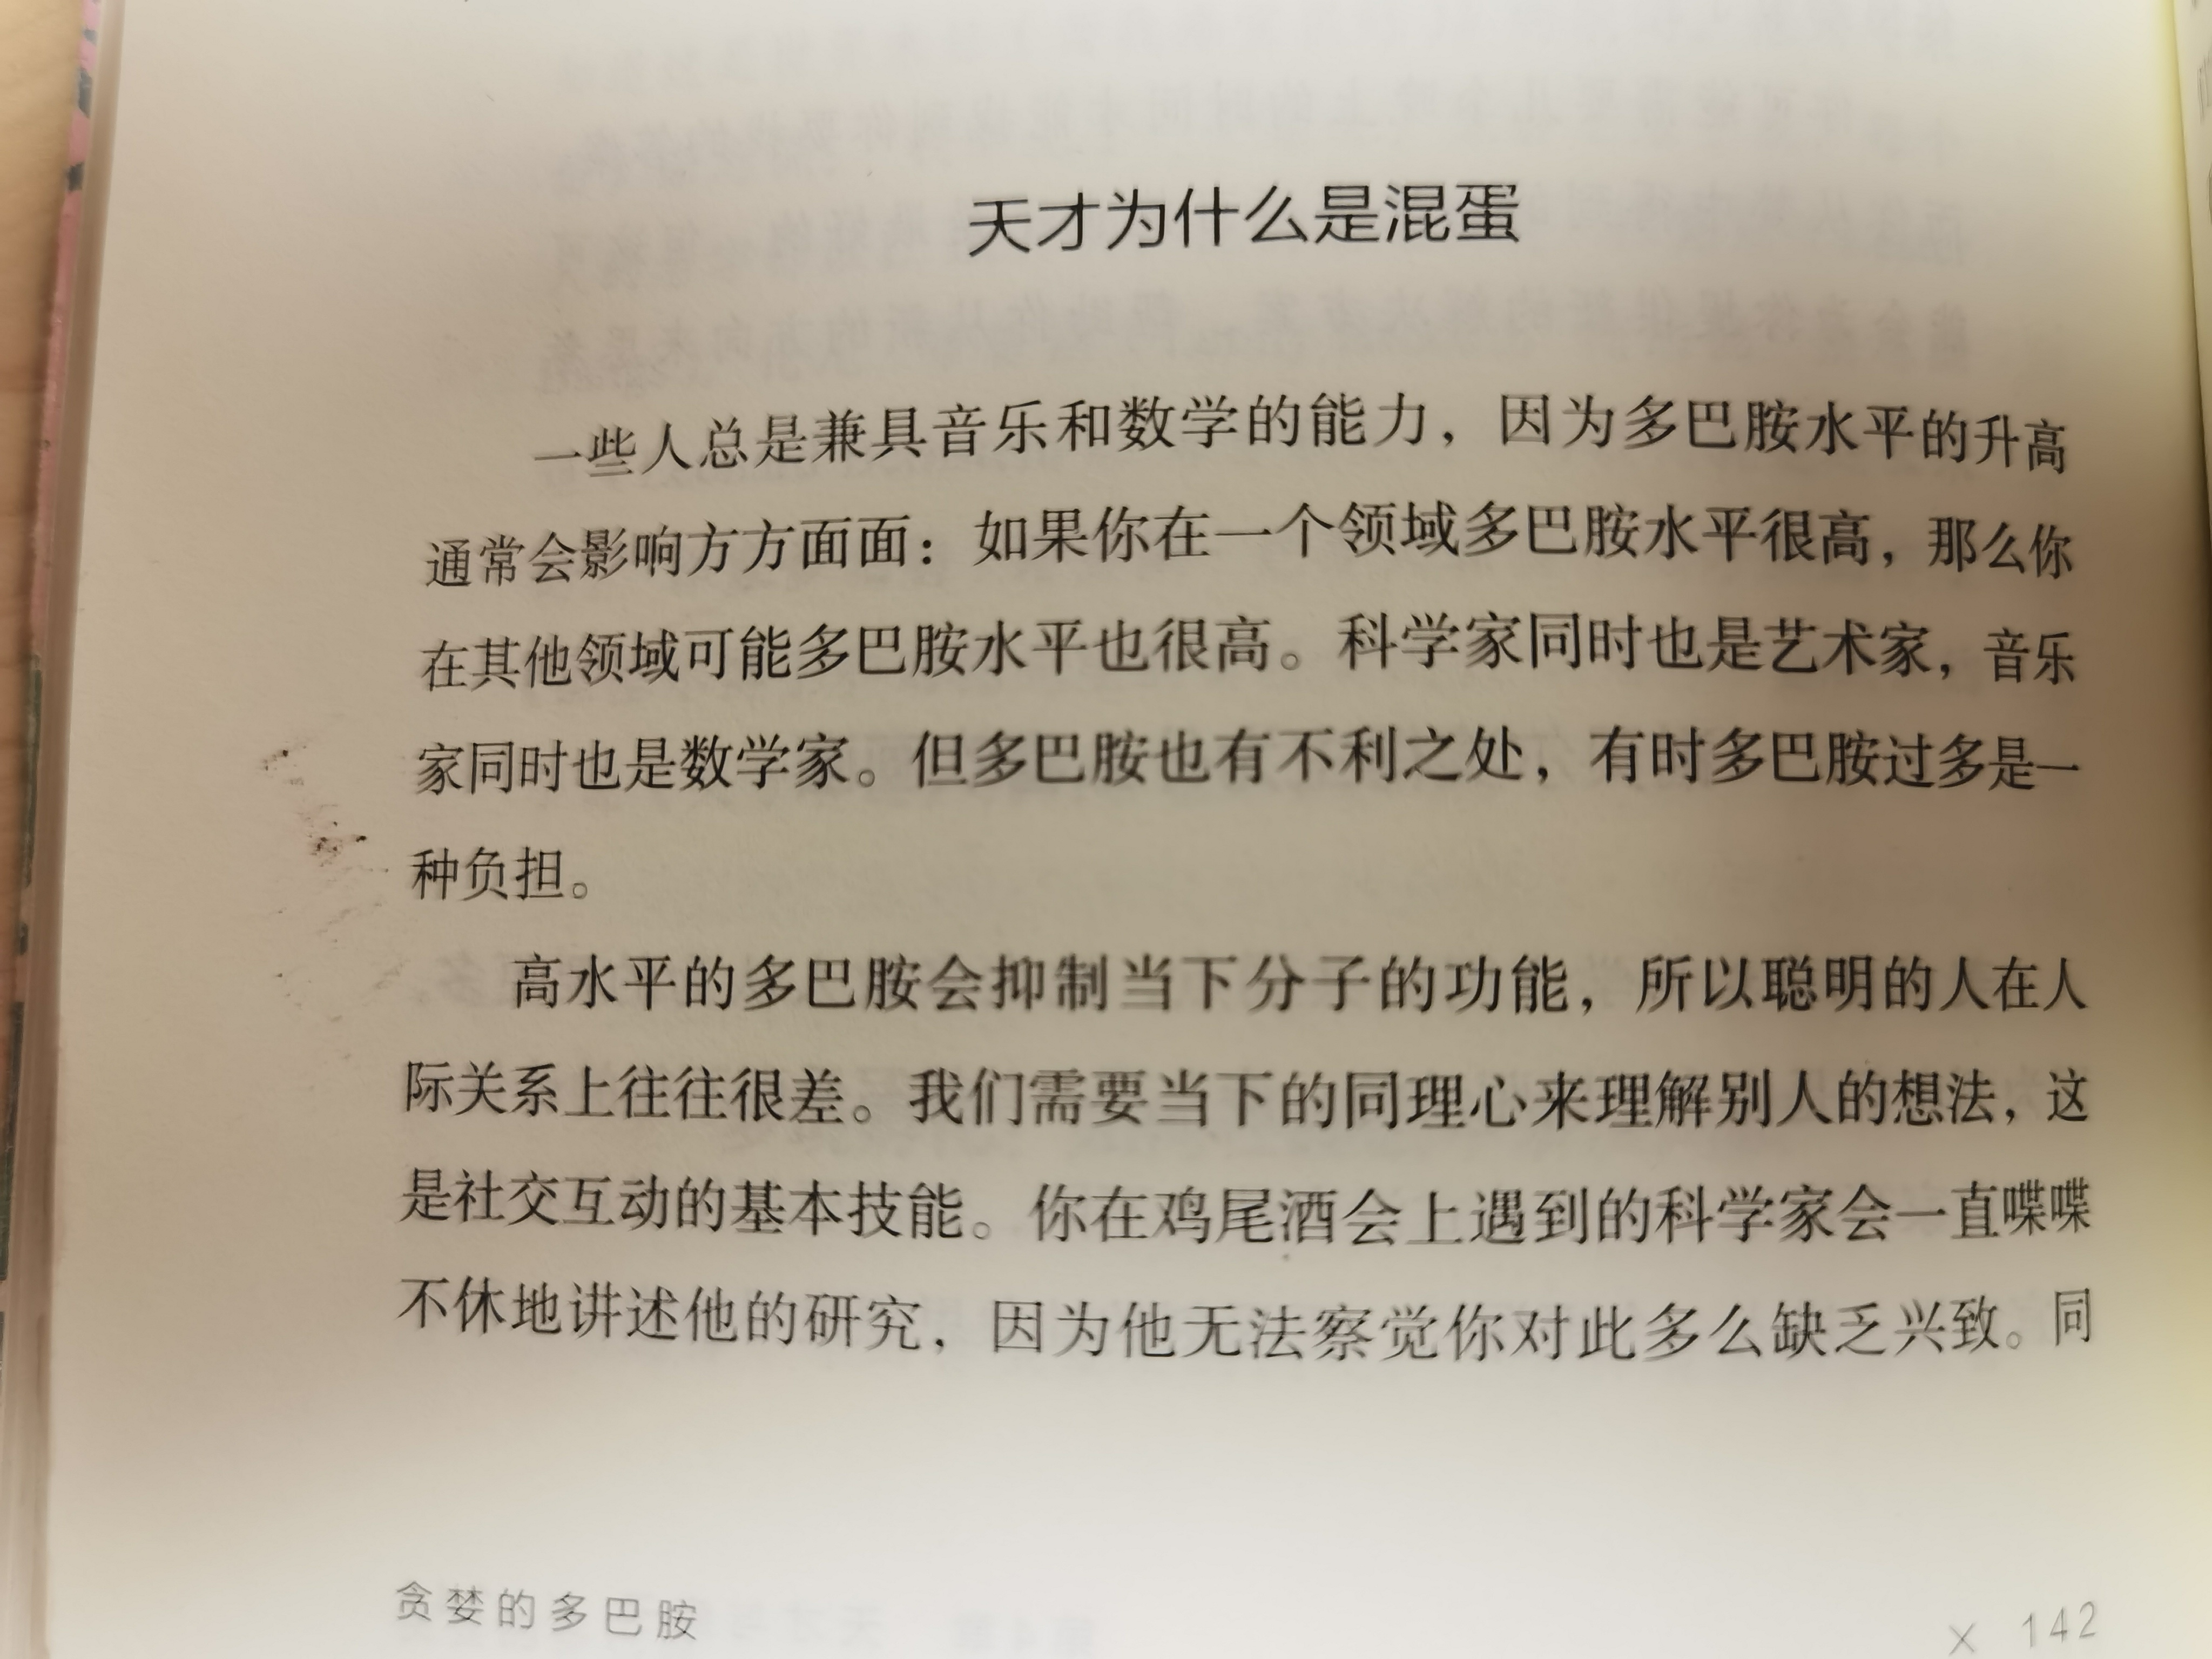 天才为什么是混蛋
一些人总是兼具音乐和数学的能力，因为多巴胺水平的升高
通常会影响方方面面：如果你在一个领域多巴胺水平很高，那么你
在其他领域可能多巴胺水平也很高。科学家同时也是艺术家，音乐
家同时也是数学家。但多巴胺也有不利之处，有时多巴胺过多是一
种负担。
高水平的多巴胺会抑制当下分子的功能，所以聪明的人在人
际关系上往往很差。我们需要当下的同理心来理解别人的想法，这
是社交互动的基本技能。你在鸡尾酒会上遇到的科学家会一直喋喋
不休地讲述他的研究，因为他无法察觉你对此多么缺乏兴致。同
贪婪的多巴胺 × 142